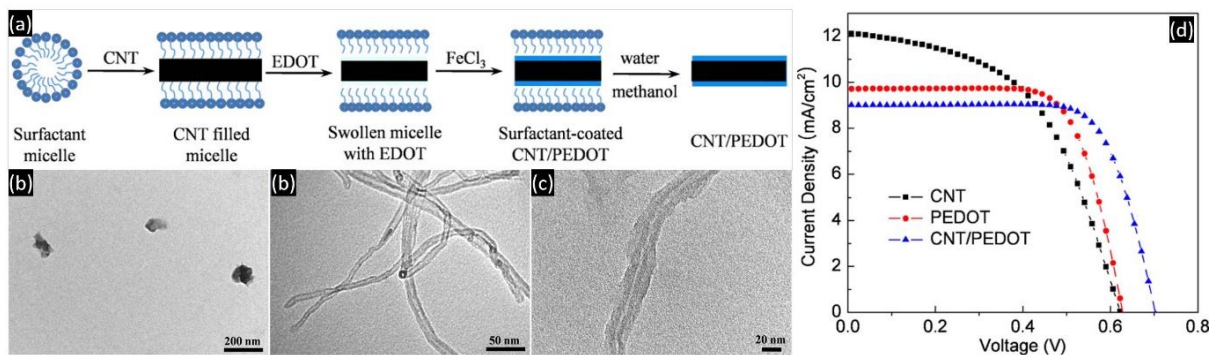 (a)
CNT
EDOT
FeCl₃
water
methanol
Surfactant
micelle
CNT filled
micelle
Swollen micelle
with EDOT
Surfactant-coated
CNT/PEDOT
CNT/PEDOT
(b)
200 nm
(b)
50 nm
(c)
20 nm
(d)
Current Density (mA/cm²)
12
10
8
6
4
2
0
CNT
PEDOT
CNT/PEDOT
0.0
0.2
0.4
0.6
0.8
Voltage (V)